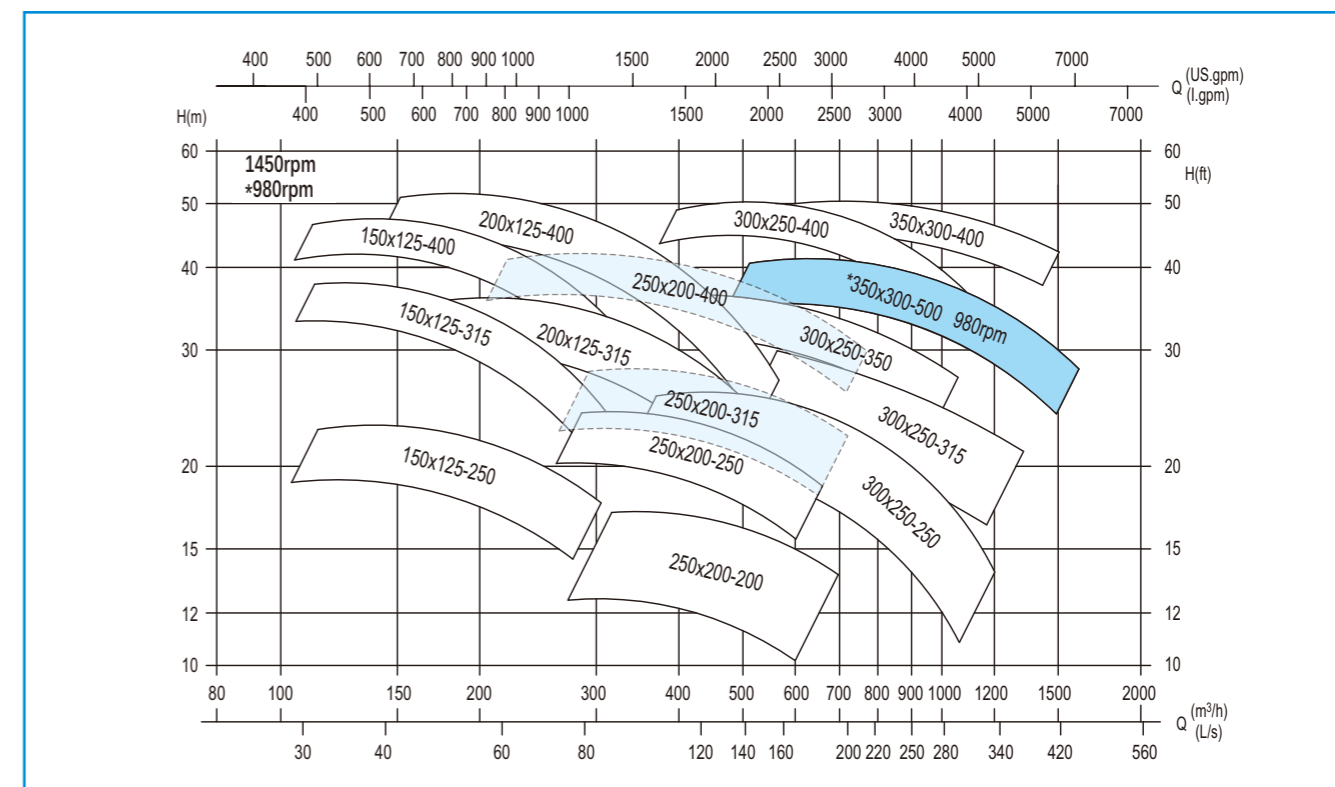 400 500 600 700 800 900 1000 1500 2000 2500 3000 4000 5000 7000
Q (US.gpm)
(I.gpm)
400 500 600 700 800 900 1000 1500 2000 2500 3000 4000 5000 7000
H(m)
60 60
1450rpm
*980rpm
H(ft)
50 50
200x125-400
300x250-400
350x300-400
150x125-400
40 40
250x200-400
*350x300-500 980rpm
150x125-315
200x125-315
300x250-350
30 30
250x200-315
300x250-315
250x200-250
150x125-250
20 20
300x250-250
15 15
250x200-200
12 12
10 10
80 100 150 200 300 400 500 600 700 800 900 1000 1200 1500 2000
Q (m³/h)
(L/s)
30 40 60 80 120 140 160 200 220 250 280 340 420 560